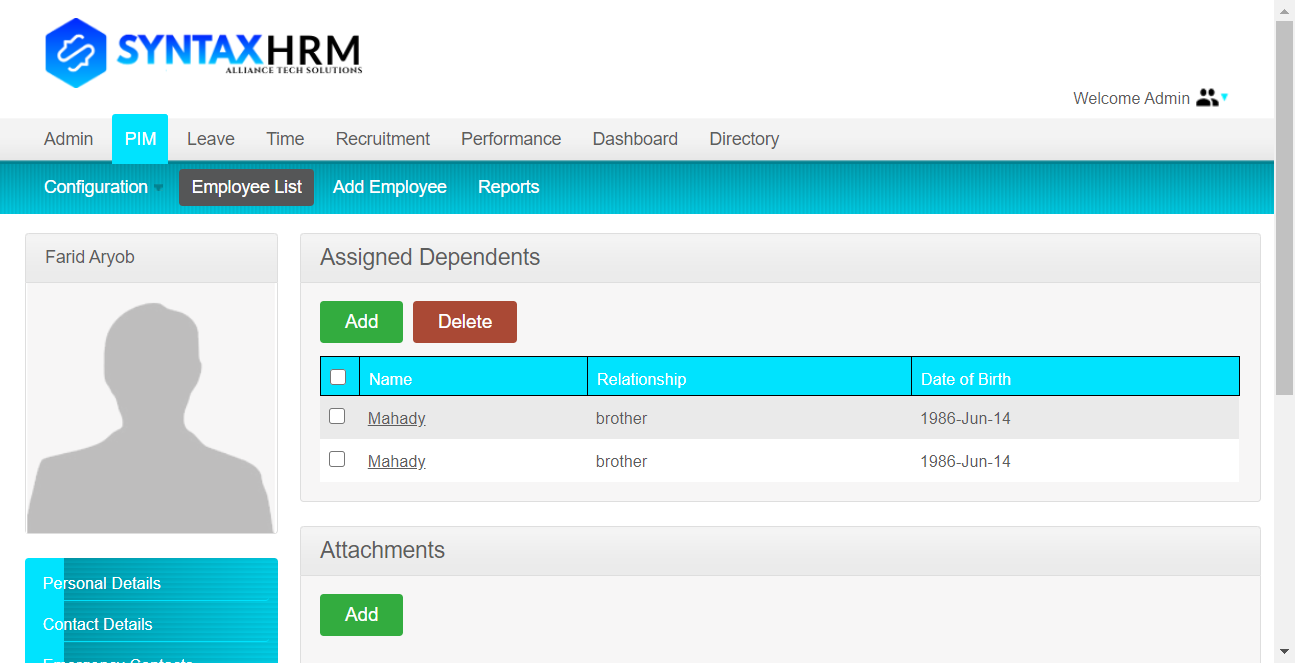 SYNTAXHRM
ALLIANCE TECH SOLUTIONS
Welcome Admin
Admin PIM Leave Time Recruitment Performance Dashboard Directory
Configuration Employee List Add Employee Reports
Farid Aryob
Assigned Dependents
Add Delete
Name Relationship Date of Birth
Mahady brother 1986-Jun-14
Mahady brother 1986-Jun-14
Attachments
Add
Personal Details
Contact Details
Emergency Contacts